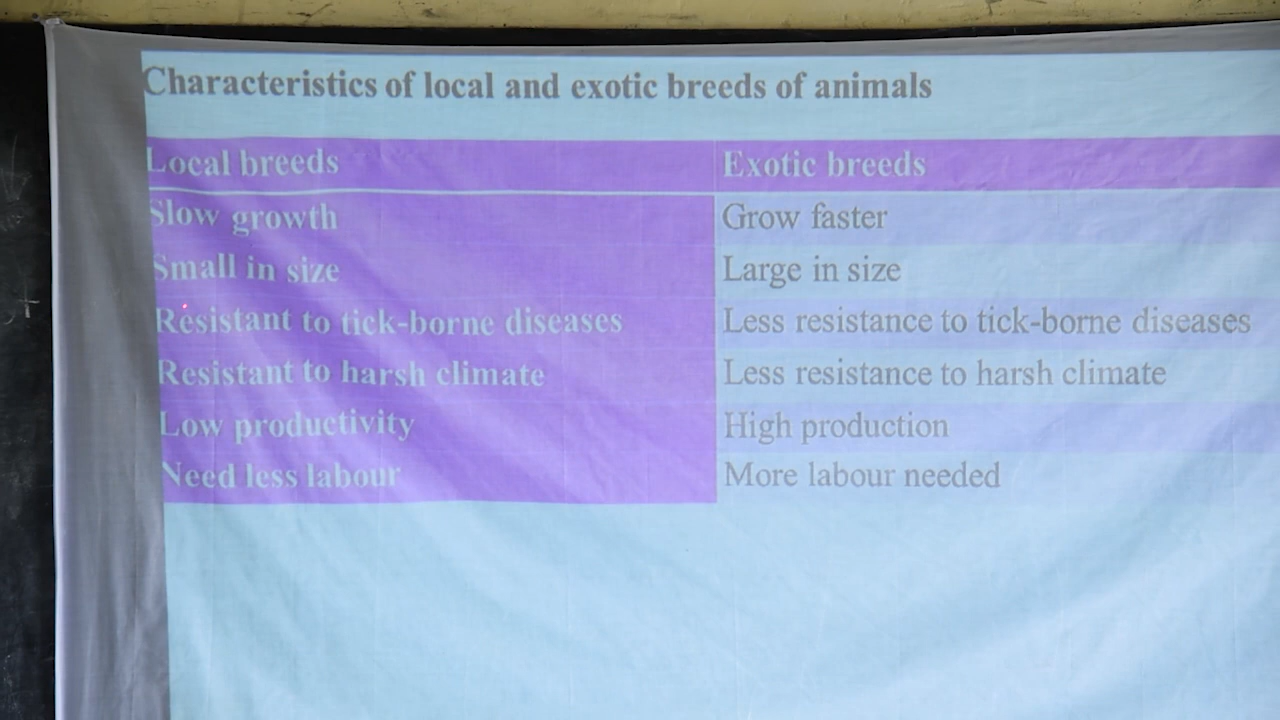 Characteristics of local and exotic breeds of animals
Local breeds Exotic breeds
Slow growth Grow faster
Small in size Large in size
Resistant to tick-borne diseases Less resistance to tick-borne diseases
Resistant to harsh climate Less resistance to harsh climate
Low productivity High production
Need less labour More labour needed